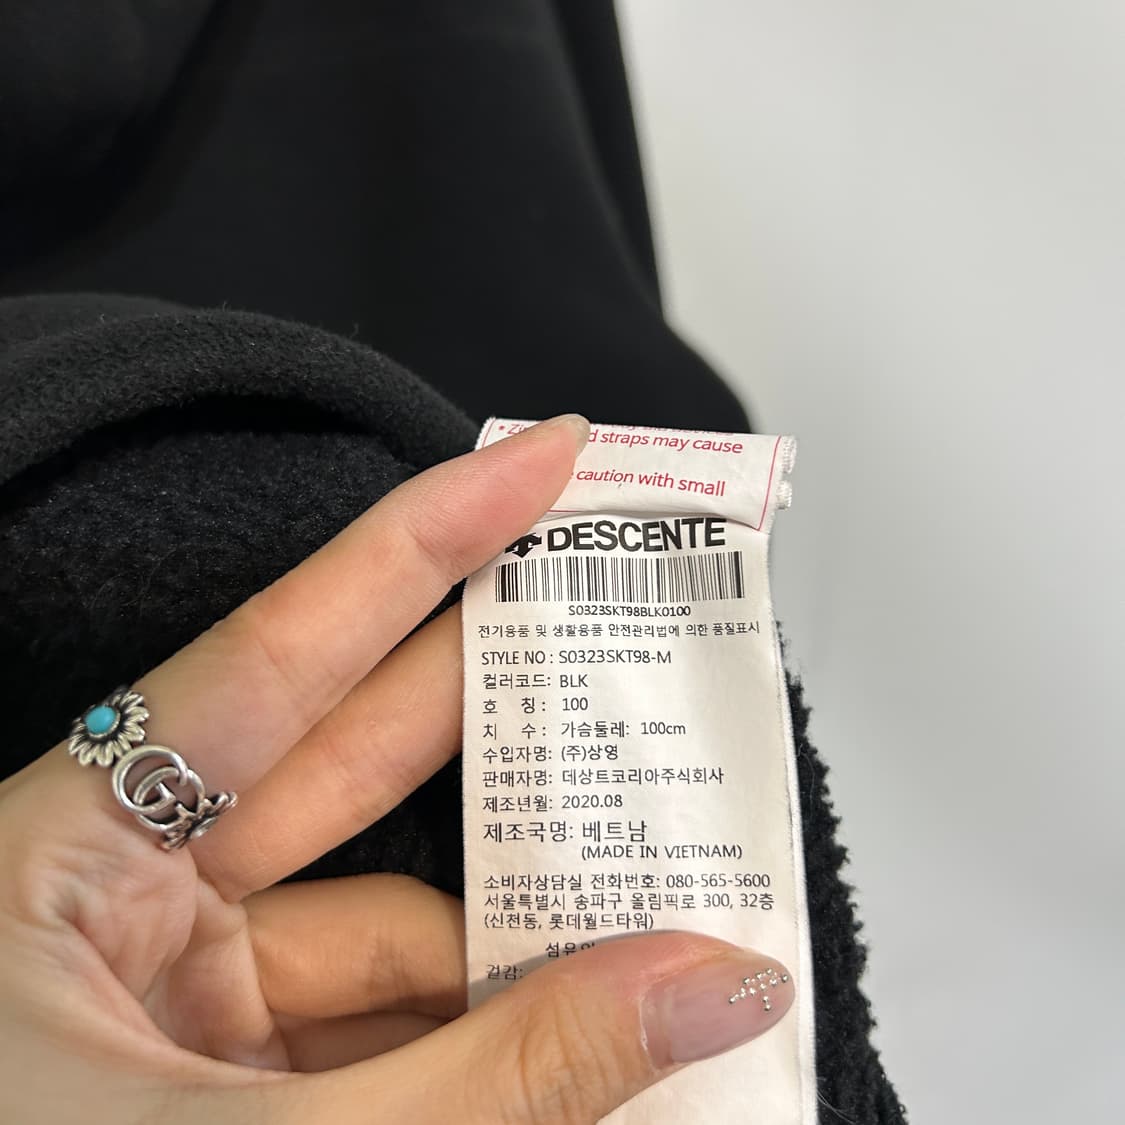 d straps may cause
caution with small
DESCENTE
S0323SKT98BLK0100
전기용품 및 생활용품 안전관리법에 의한 품질표시
STYLE NO : S0323SKT98-M
컬러코드: BLK
호 칭: 100
치 수: 가슴둘레: 100cm
수입자명: (주)상영
판매자명: 데상트코리아주식회사
제조년월: 2020.08
제조국명: 베트남
(MADE IN VIETNAM)
소비자상담실 전화번호: 080-565-5600
서울특별시 송파구 올림픽로 300, 32층
(신천동, 롯데월드타워)
섬유
겉감: